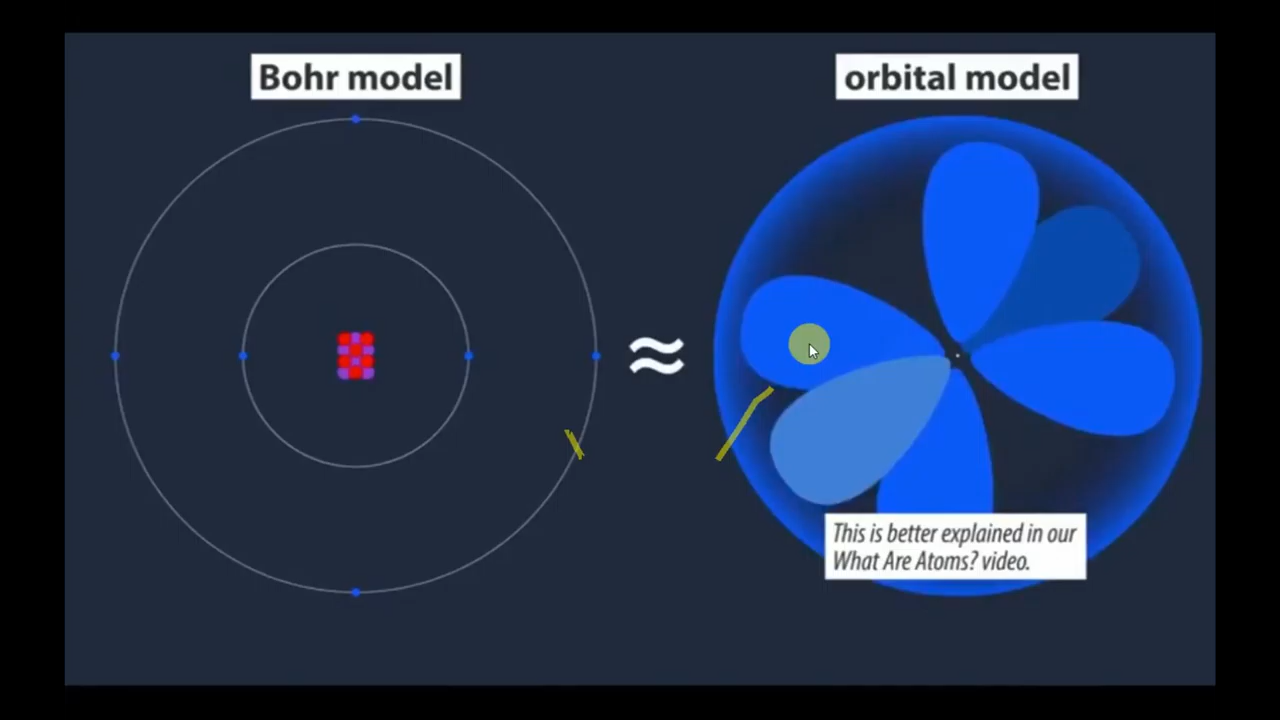 Bohr model
orbital model
≈
This is better explained in our
What Are Atoms? video.